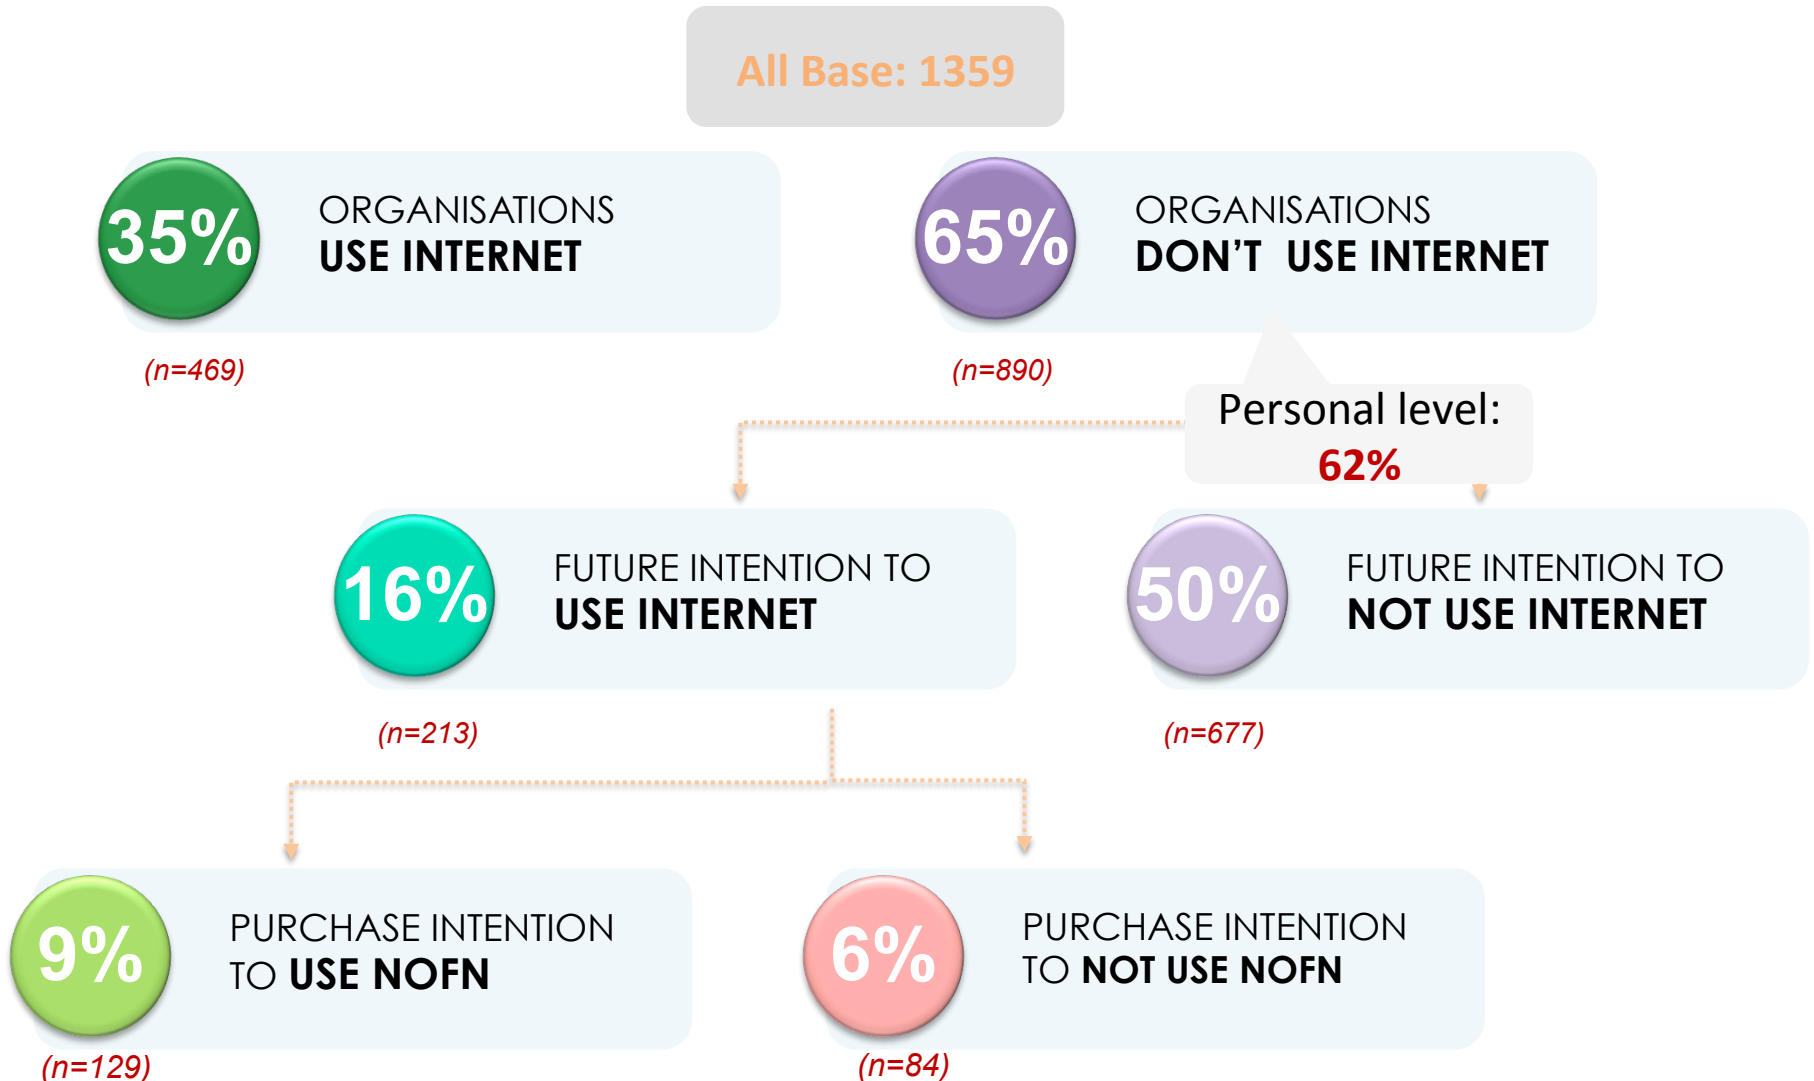 All Base: 1359
35%
ORGANISATIONS
USE INTERNET
(n=469)
65%
ORGANISATIONS
DON’T  USE INTERNET
(n=890)
Personal level:
62%
16%
FUTURE INTENTION TO
USE INTERNET
(n=213)
50%
FUTURE INTENTION TO
NOT USE INTERNET
(n=677)
9%
PURCHASE INTENTION
TO USE NOFN
(n=129)
6%
PURCHASE INTENTION
TO NOT USE NOFN
(n=84)